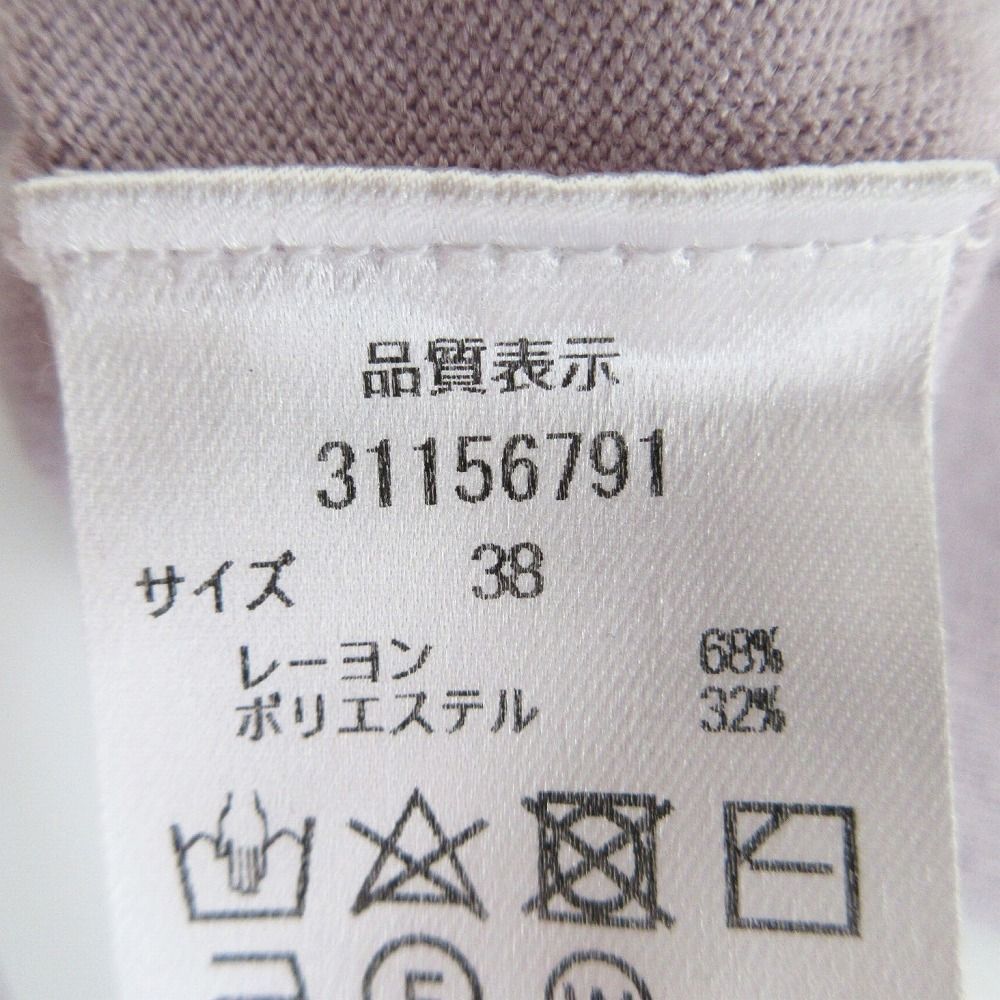 品質表示
31156791
サイズ 38
レーヨン 68%
ポリエステル 32%